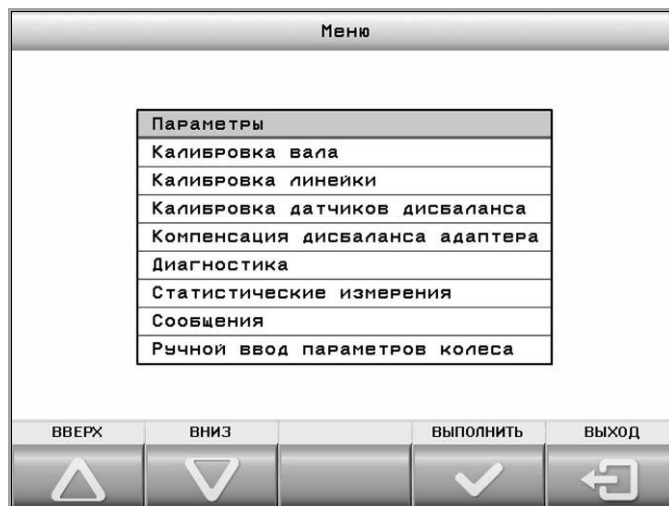 Меню
Параметры
Калибровка вала
Калибровка линейки
Калибровка датчиков дисбаланса
Компенсация дисбаланса адаптера
Диагностика
Статистические измерения
Сообщения
Ручной ввод параметров колеса
ВВЕРХ ВНИЗ ВЫПОЛНИТЬ ВЫХОД